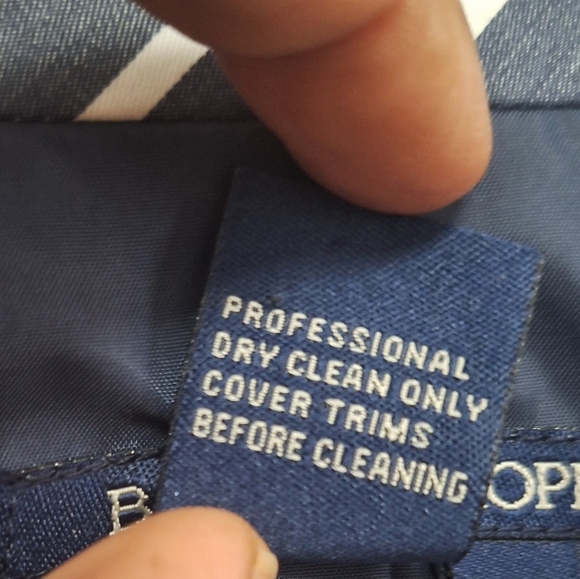 PROFESSIONAL
DRY CLEAN ONLY
COVER TRIMS
BEFORE CLEANING